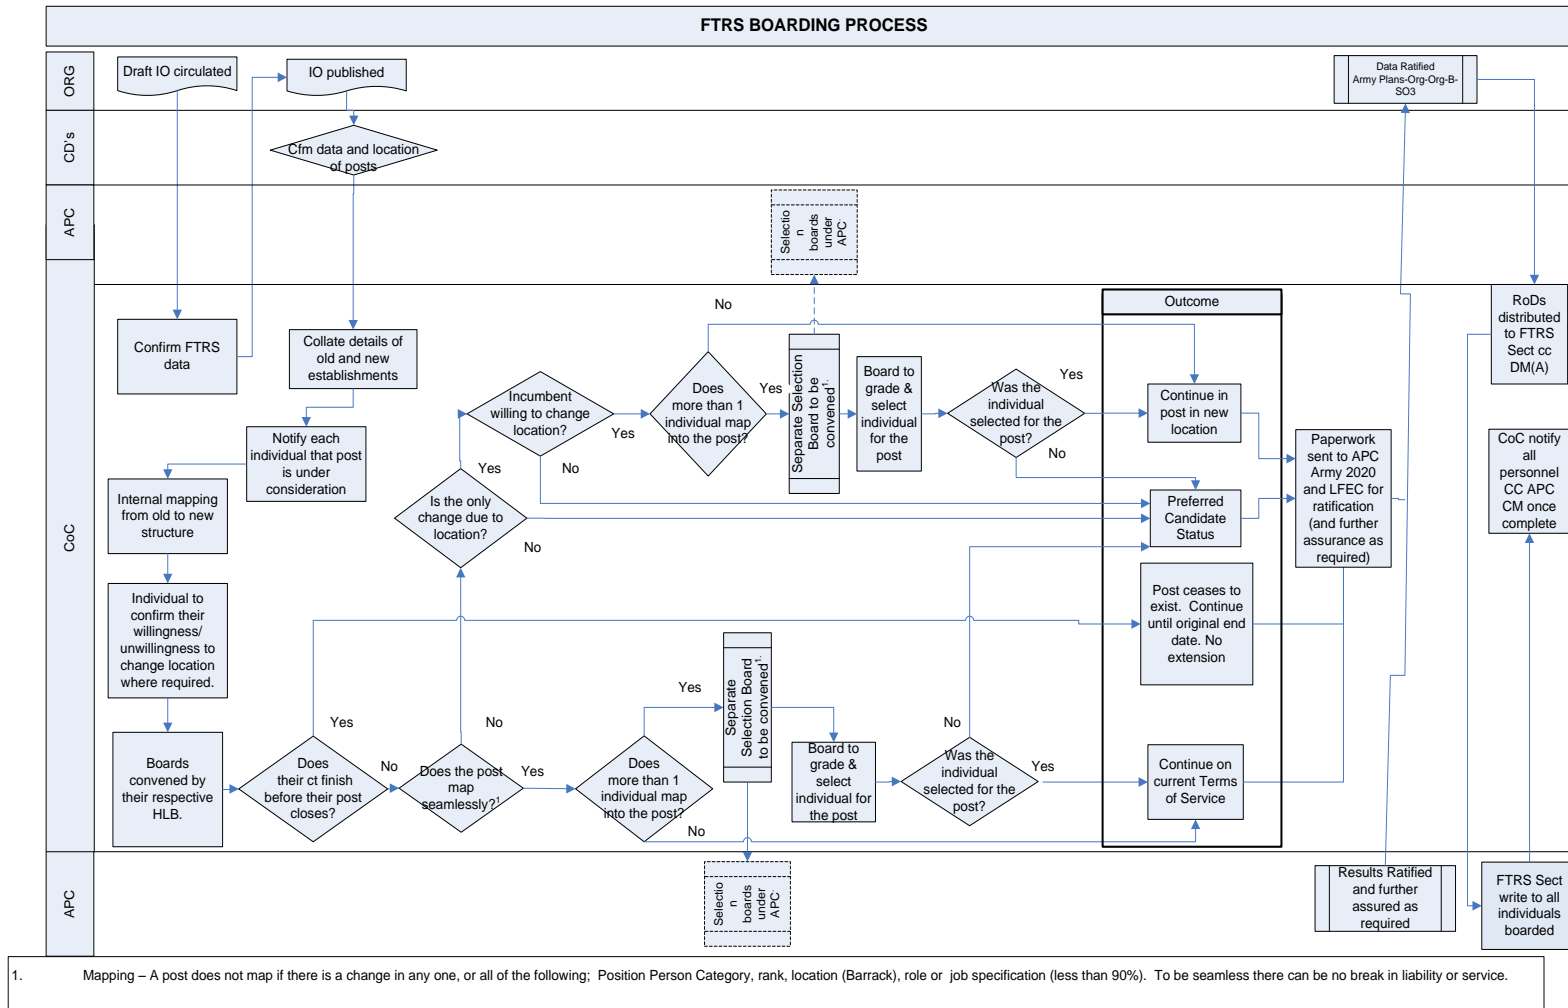 FTRS BOARDING PROCESS
ORG
Draft IO circulated
IO published
Data Ratified
Army Plans-Org-Org-B-
SO3
CD's
Cfm data and location
of posts
APC
Selectio
n
boards
under
APC.
CoC
Confirm FTRS
data
Collate details of
old and new
establishments
Notify each
individual that post
is under
consideration
Internal mapping
from old to new
structure
Individual to
confirm their
willingness/
unwillingness to
change location
where required.
Boards
convened by
their respective
HLB.
Does
their ct finish
before their post
closes?
Yes
No
Does the post
map
seamlessly?1
No
Yes
Is the only
change due to
location?
Yes
No
Incumbent
willing to change
location?
Yes
No
Does
more than 1
individual map
into the post?
No
Yes
Separate Selection
Board to be
convened1.
Board to
grade &
select
individual
for the
post
Was the
individual
selected for the
post?
Yes
No
Does
more than 1
individual map
into the post?
Yes
No
Separate
Selection Board
to be convened1.
Board to
grade &
select
individual for
the post
Was the
individual
selected for the
post?
No
Yes
Outcome
Continue in
post in new
location
Preferred
Candidate
Status
Post ceases to
exist.  Continue
until original end
date. No
extension
Continue on
current Terms
of Service
Paperwork
sent to APC
Army 2020
and LFEC for
ratification
(and further
assurance as
required)
RoDs
distributed
to FTRS
Sect cc
DM(A)
CoC notify
all
personnel
CC APC
CM once
complete
APC
Selectio
n
boards
under
APC.
Results Ratified
and further
assured as
required
FTRS Sect
write to all
individuals
boarded
1. Mapping – A post does not map if there is a change in any one, or all of the following;  Position Person Category, rank, location (Barrack), role or  job specification (less than 90%).  To be seamless there can be no break in liability or service.